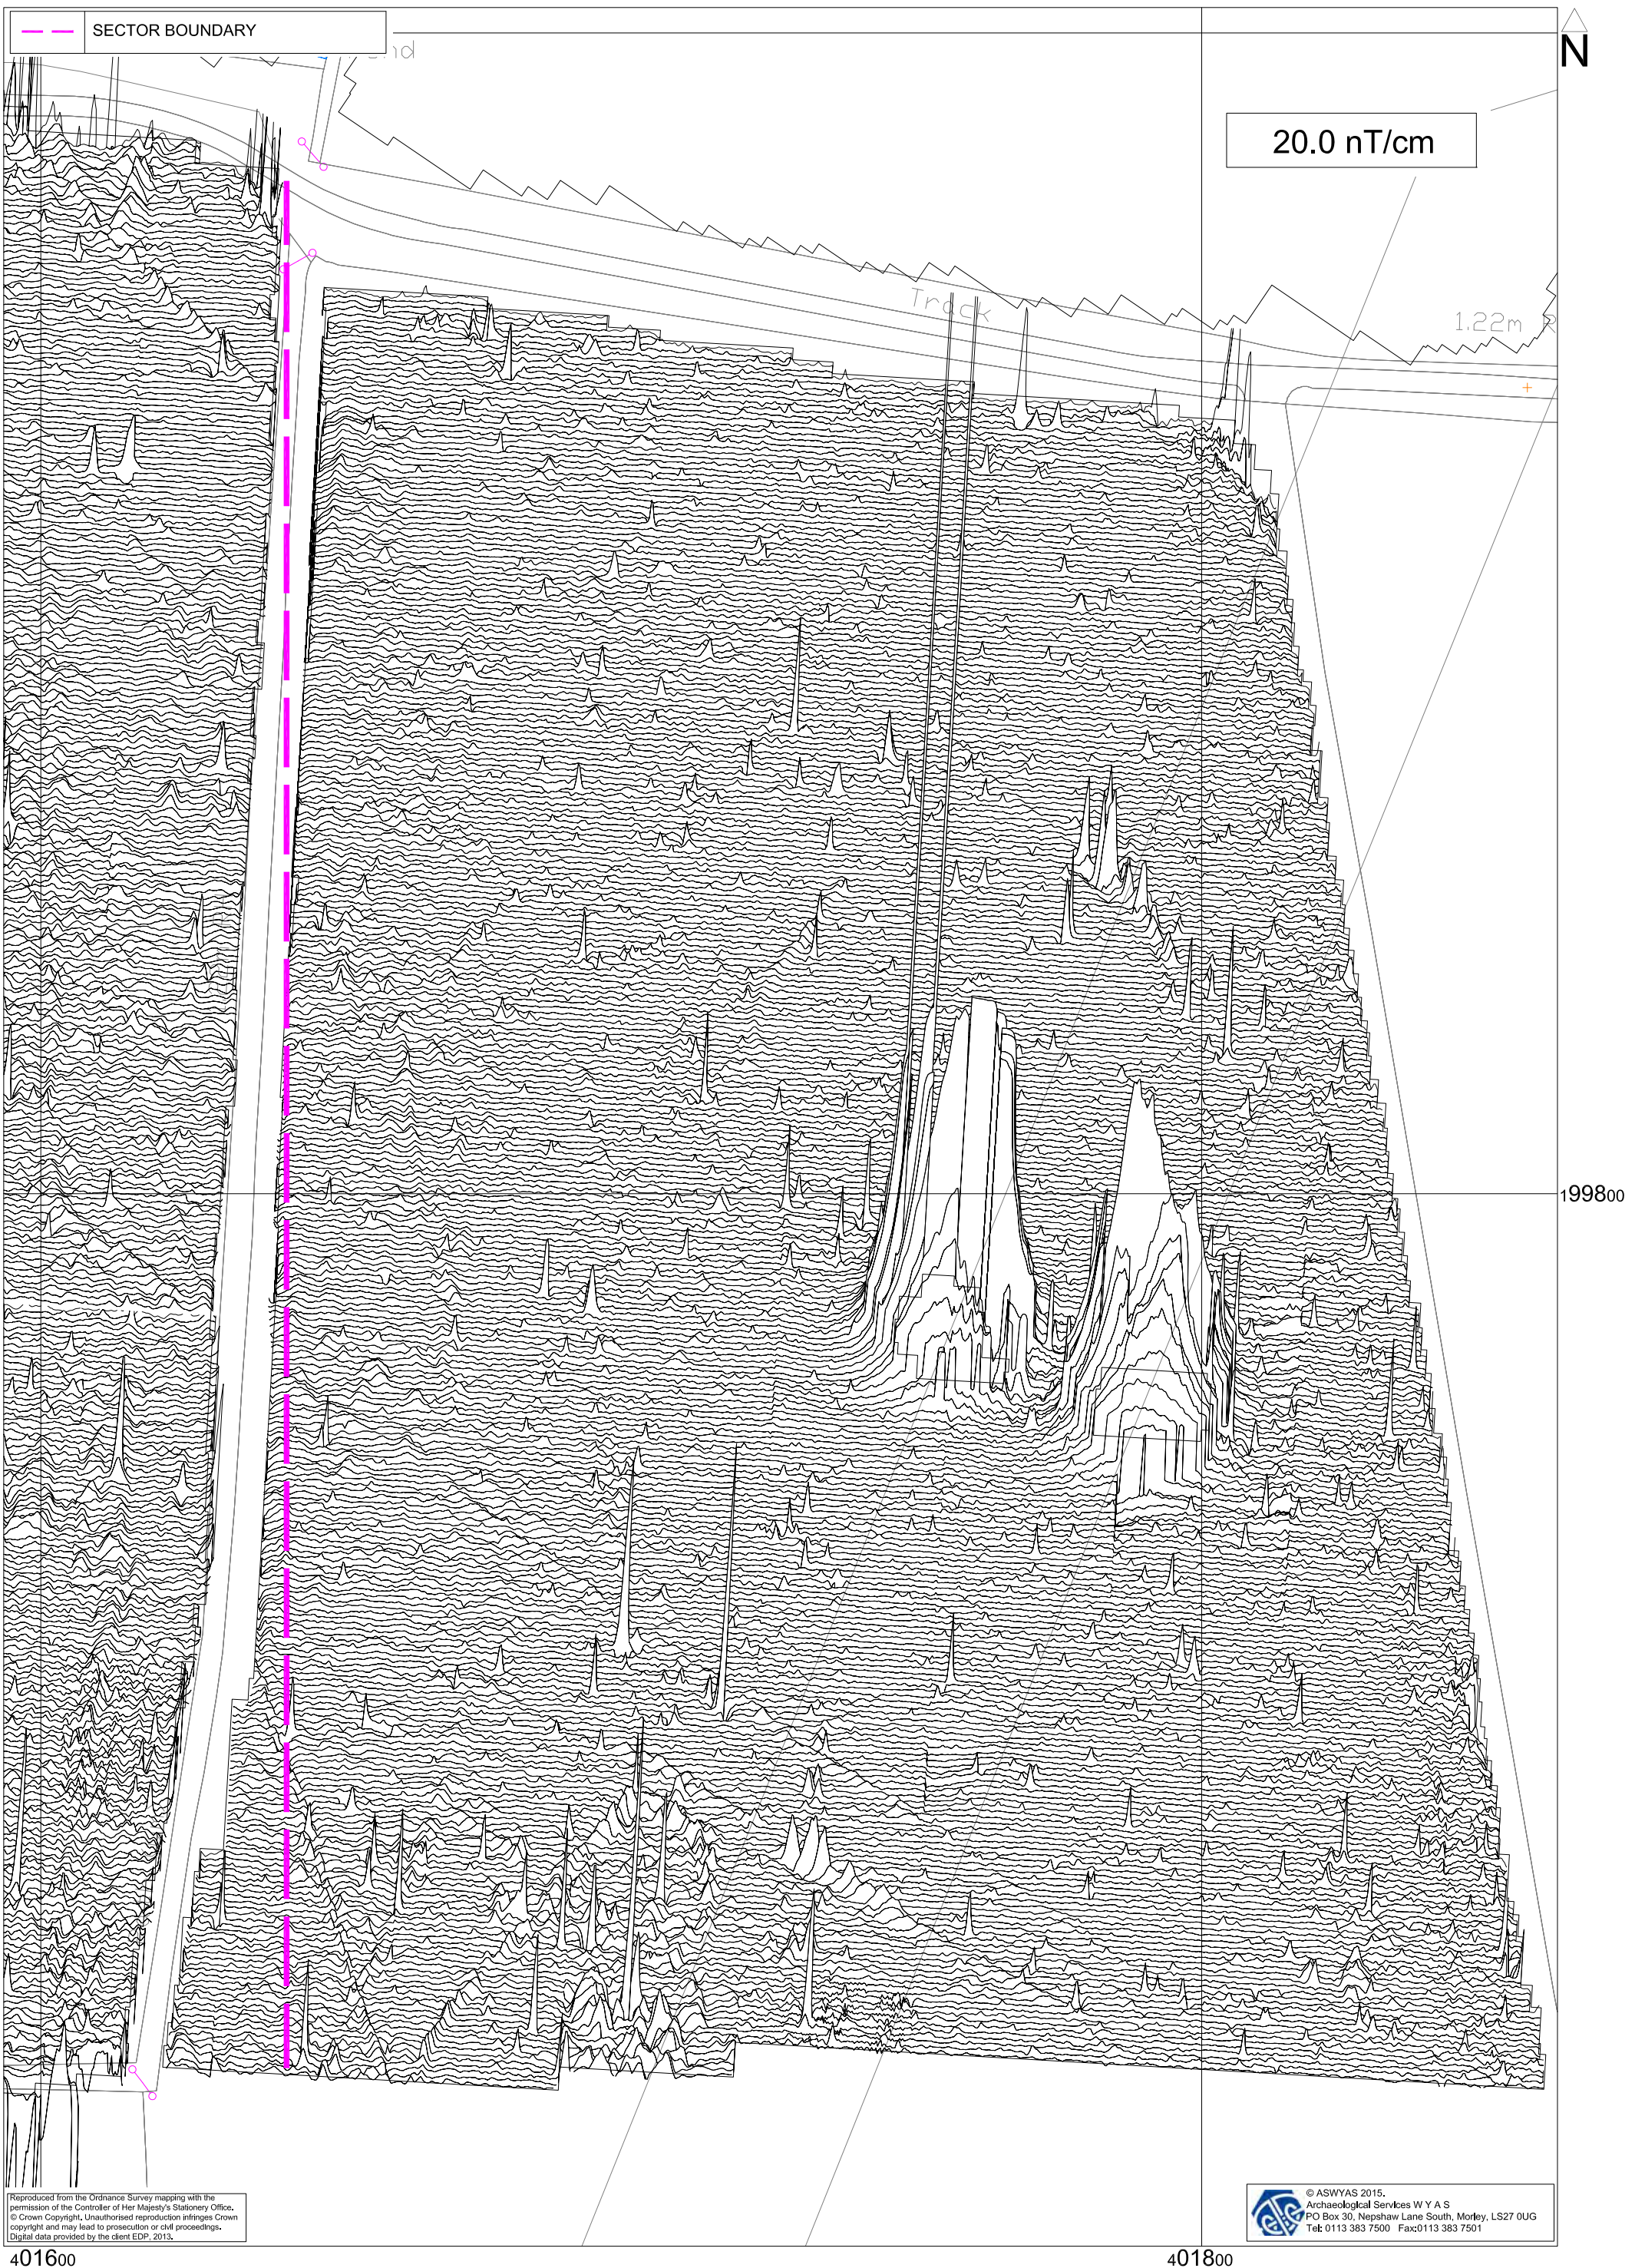 SECTOR BOUNDARY
N
20.0 nT/cm
Track
1.22m
199800
Reproduced from the Ordnance Survey mapping with the
permission of the Controller of Her Majesty's Stationery Office.
© Crown Copyright. Unauthorised reproduction infringes Crown
copyright and may lead to prosecution or civil proceedings.
Digital data provided by the client EDP, 2013.
© ASWYAS 2015.
Archaeological Services W Y A S
PO Box 30, Nepshaw Lane South, Morley, LS27 0UG
Tel: 0113 383 7500 Fax:0113 383 7501
401600
401800